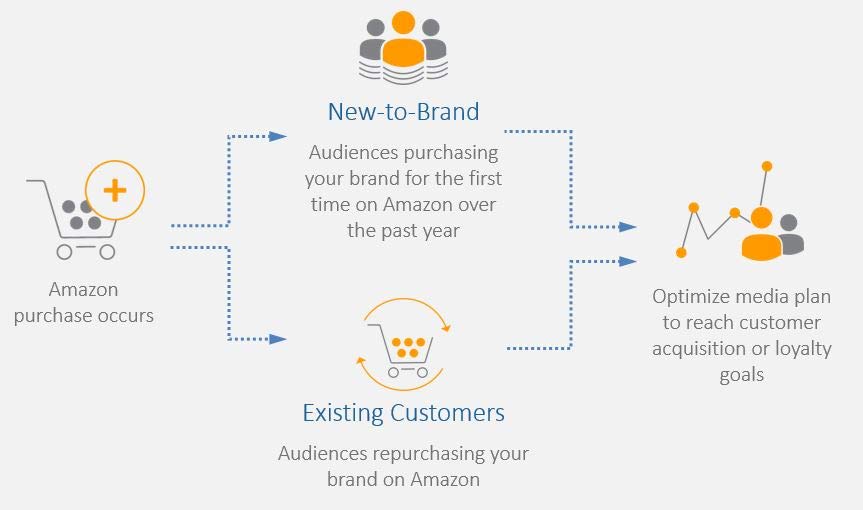 Amazon
purchase occurs
New-to-Brand
Audiences purchasing
your brand for the first
time on Amazon over
the past year
Existing Customers
Audiences repurchasing your
brand on Amazon
Optimize media plan
to reach customer
acquisition or loyalty
goals